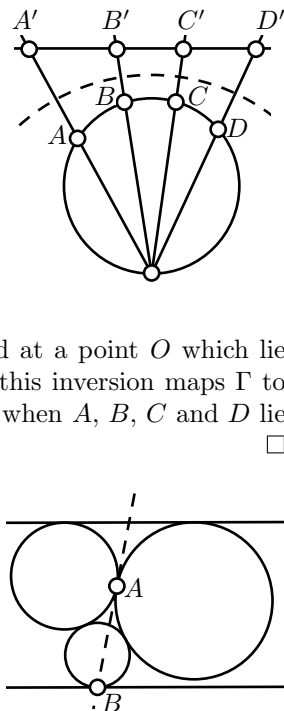 A′ B′ C′ D′
B C
A D
d at a point O which lie
this inversion maps Γ to
when A, B, C and D lie
□
A
B